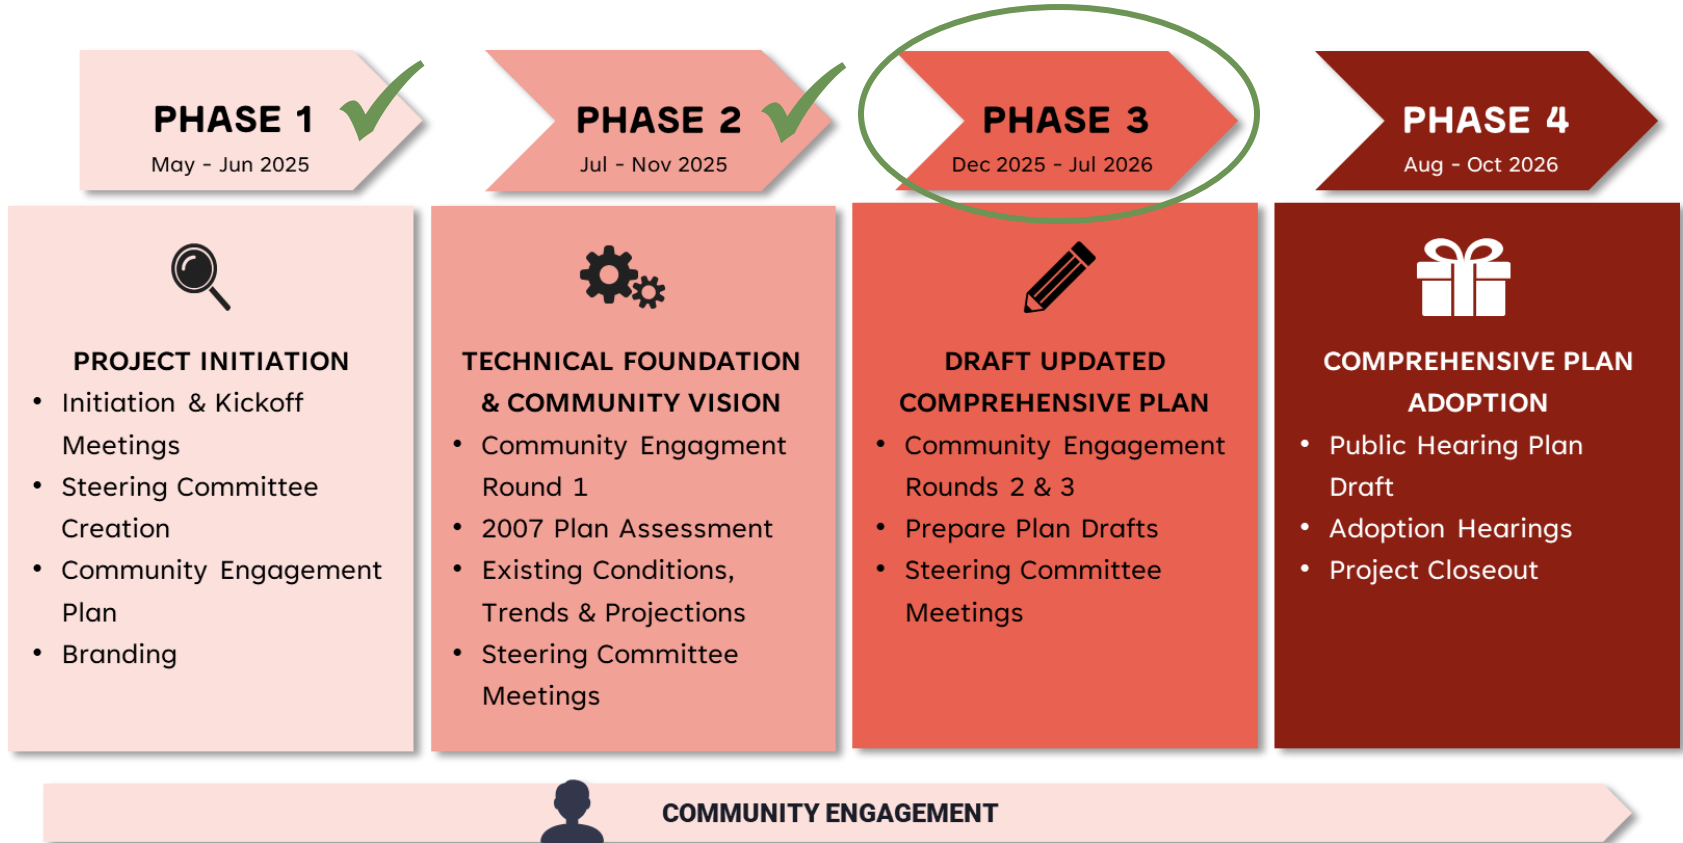 PHASE 1
May - Jun 2025
PHASE 2
Jul - Nov 2025
PHASE 3
Dec 2025 - Jul 2026
PHASE 4
Aug - Oct 2026
PROJECT INITIATION
• Initiation & Kickoff
Meetings
• Steering Committee
Creation
• Community Engagement
Plan
• Branding
TECHNICAL FOUNDATION
& COMMUNITY VISION
• Community Engagment
Round 1
• 2007 Plan Assessment
• Existing Conditions,
Trends & Projections
• Steering Committee
Meetings
DRAFT UPDATED
COMPREHENSIVE PLAN
• Community Engagement
Rounds 2 & 3
• Prepare Plan Drafts
• Steering Committee
Meetings
COMPREHENSIVE PLAN
ADOPTION
• Public Hearing Plan
Draft
• Adoption Hearings
• Project Closeout
COMMUNITY ENGAGEMENT